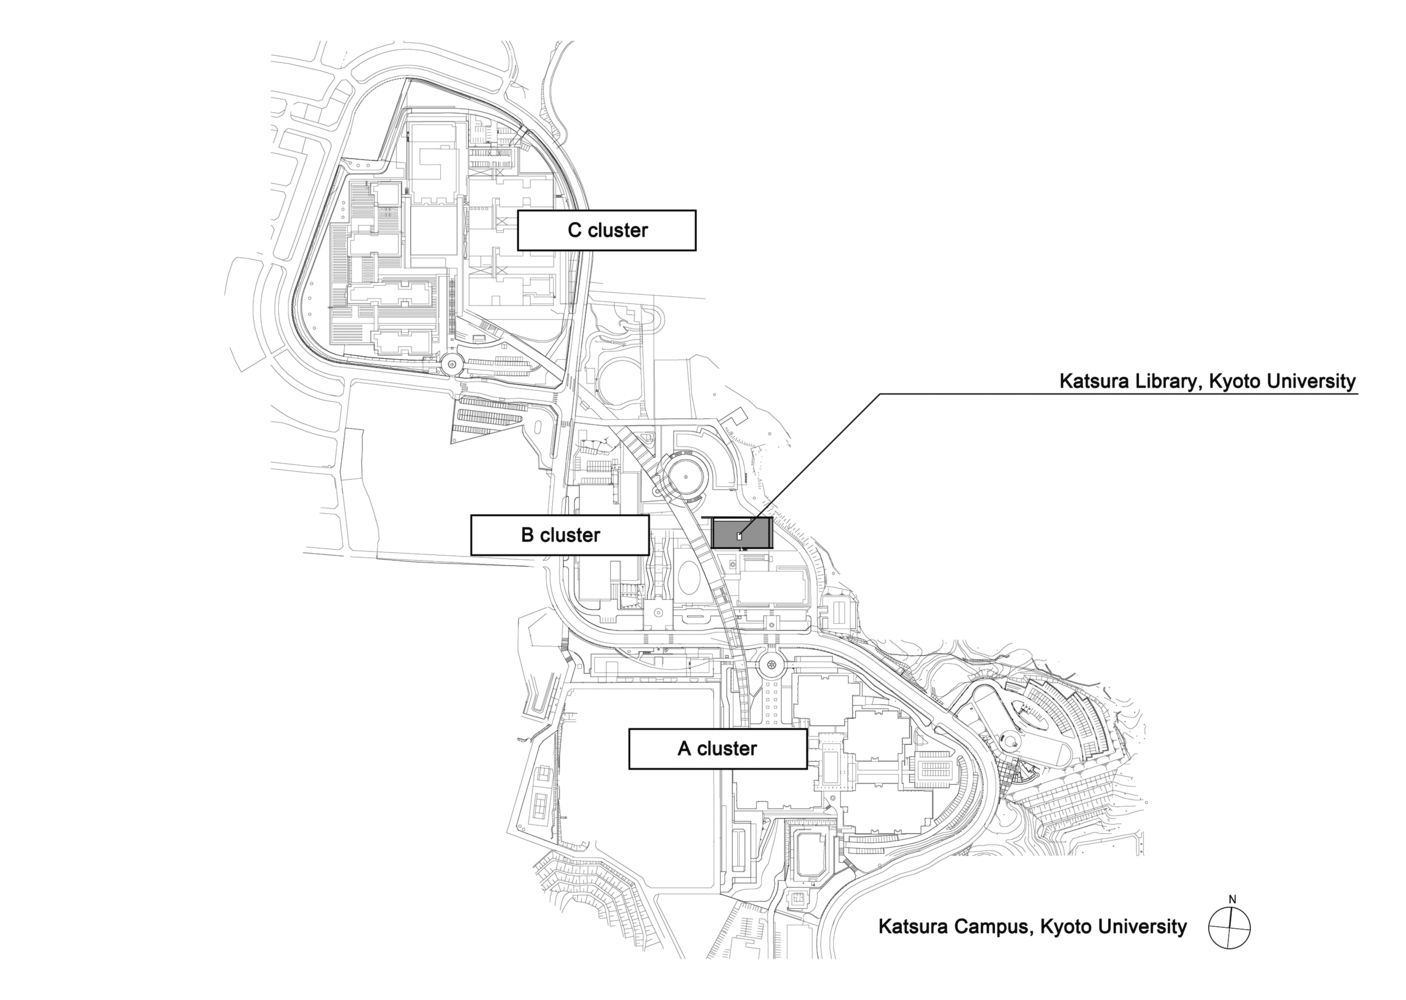 C cluster
Katsura Library, Kyoto University
B cluster
A cluster
N
Katsura Campus, Kyoto University